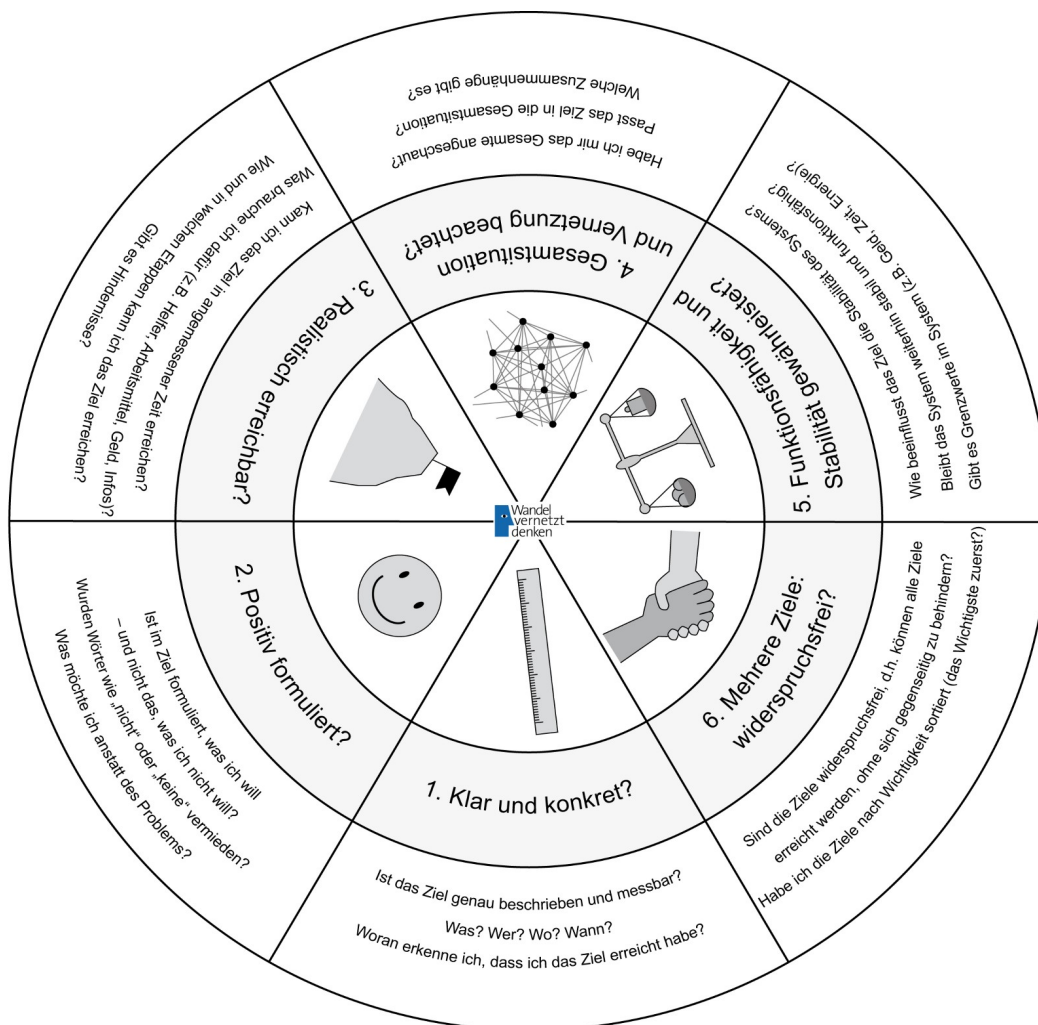 Wandel
vernetzt
denken
1. Klar und konkret?
Ist das Ziel genau beschrieben und messbar?
Was? Wer? Wo? Wann?
Woran erkenne ich, dass ich das Ziel erreicht habe?
2. Positiv formuliert?
Ist im Ziel formuliert, was ich will
– und nicht das, was ich nicht will?
Wurden Wörter wie „nicht“ oder „keine“ vermieden?
Was möchte ich anstatt des Problems?
3. Realistisch erreichbar?
Kann ich das Ziel in angemessener Zeit erreichen?
Was brauche ich dafür (z.B. Helfer, Arbeitsmittel, Geld, Infos)?
Wie und in welchen Etappen kann ich das Ziel erreichen?
Gibt es Hindernisse?
4. Gesamtsituation
und Vernetzung beachtet?
Habe ich mir das Gesamte angeschaut?
Passt das Ziel in die Gesamtsituation?
Welche Zusammenhänge gibt es?
5. Funktionsfähigkeit und
Stabilität gewährleistet?
Wie beeinflusst das Ziel die Stabilität des Systems?
Bleibt das System weiterhin stabil und funktionsfähig?
Gibt es Grenzwerte im System (z.B. Geld, Zeit, Energie)?
6. Mehrere Ziele:
widerspruchsfrei?
Sind die Ziele widerspruchsfrei, d.h. können alle Ziele
erreicht werden, ohne sich gegenseitig zu behindern?
Habe ich die Ziele nach Wichtigkeit sortiert (das Wichtigste zuerst?)